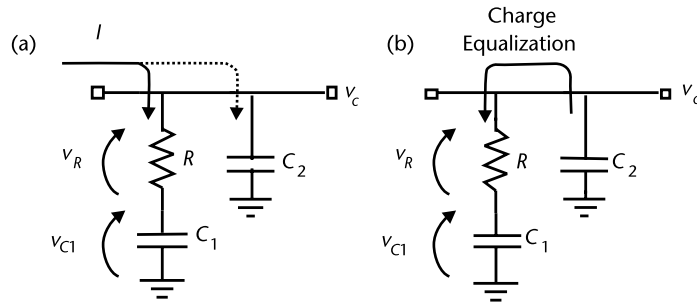 (a)
I
v_c
v_R
R
C_2
v_C1
C_1
(b)
Charge
Equalization
v_c
v_R
R
C_2
v_C1
C_1